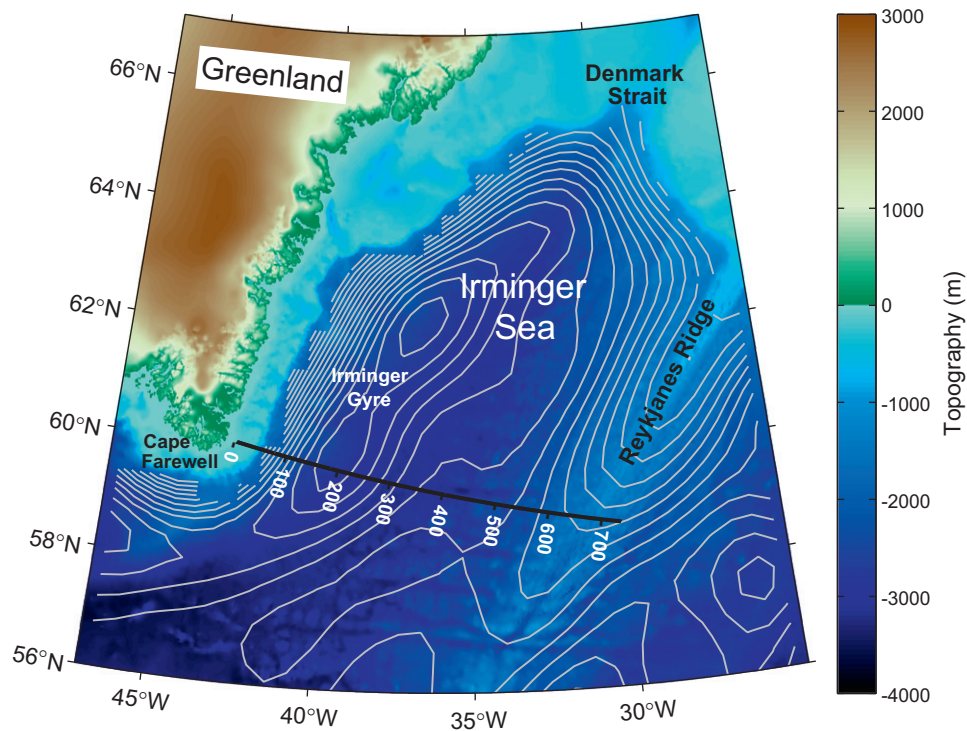 Greenland
Denmark
Strait
Irminger
Sea
Irminger
Gyre
Reykjanes Ridge
Cape
Farewell
0
100
200
300
400
500
600
700
66°N
64°N
62°N
60°N
58°N
56°N
45°W
40°W
35°W
30°W
3000
2000
1000
0
-1000
-2000
-3000
-4000
Topography (m)